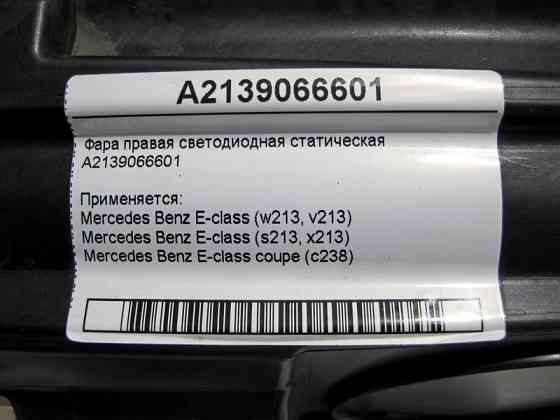 A2139066601
Фара правая светодиодная статическая
A2139066601
Применяется:
Mercedes Benz E-class (w213, v213)
Mercedes Benz E-class (s213, x213)
Mercedes Benz E-class coupe (c238)